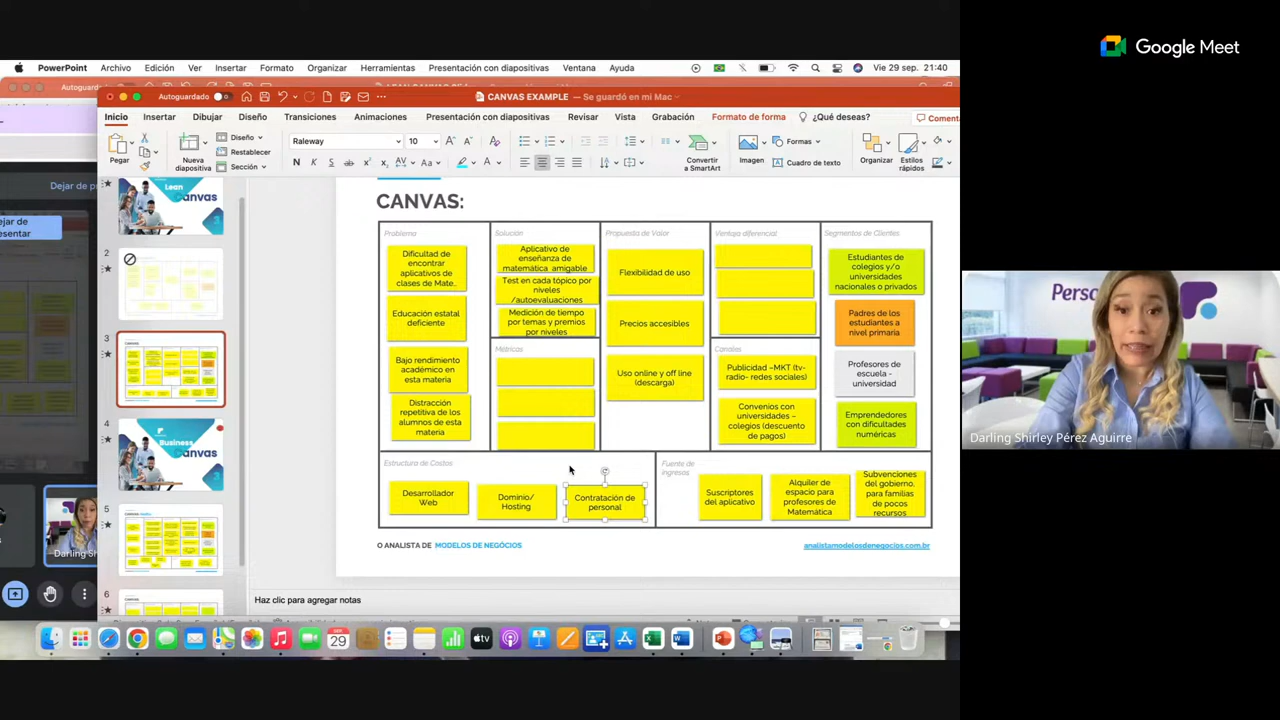 Google Meet
PowerPoint Archivo Edición Ver Insertar Formato Organizar Herramientas Presentación con diapositivas Ventana Ayuda
Vie 29 sep. 21:40
Autoguardado
CANVAS EXAMPLE — Se guardó en mi Mac
Inicio Insertar Dibujar Diseño Transiciones Animaciones Presentación con diapositivas Revisar Vista Grabación Formato de forma ¿Qué deseas?
Pegar
Nueva
diapositiva
Diseño
Restablecer
Sección
Raleway
10
Convertir
a SmartArt
Imagen
Formas
Cuadro de texto
Organizar
Estilos
rápidos
Dejar de
presentar
Lean
Canvas
2
3
4
Business
5
6
CANVAS:
Problema
Dificultad de
encontrar
aplicativos de
clases de Mate..
Educación estatal
deficiente
Bajo rendimiento
académico en
esta materia
Distracción
repetitiva de los
alumnos de esta
materia
Solución
Aplicativo de
enseñanza de
matemática amigable
Test en cada tópico por
niveles
/autoevaluaciones
Medición de tiempo
por temas y premios
por niveles
Métricas
Propuesta de Valor
Flexibilidad de uso
Precios accesibles
Uso online y off line
(descarga)
Ventaja diferencial
Canales
Publicidad –MKT (tv-
radio- redes sociales)
Convenios con
universidades –
colegios (descuento
de pagos)
Segmentos de Clientes
Estudiantes de
colegios y/o
universidades
nacionales o privados
Padres de los
estudiantes a
nivel primaria
Profesores de
escuela -
universidad
Emprendedores
con dificultades
numéricas
Estructura de Costos
Desarrollador
Web
Dominio/
Hosting
Contratación de
personal
Fuente de
ingresos
Suscriptores
del aplicativo
Alquiler de
espacio para
profesores de
Matemática
Subvenciones
del gobierno.
para familias
de pocos
recursos
O ANALISTA DE MODELOS DE NEGÓCIOS
analistamodelosdenegocios.com.br
Haz clic para agregar notas
Darling Shirley Pérez Aguirre